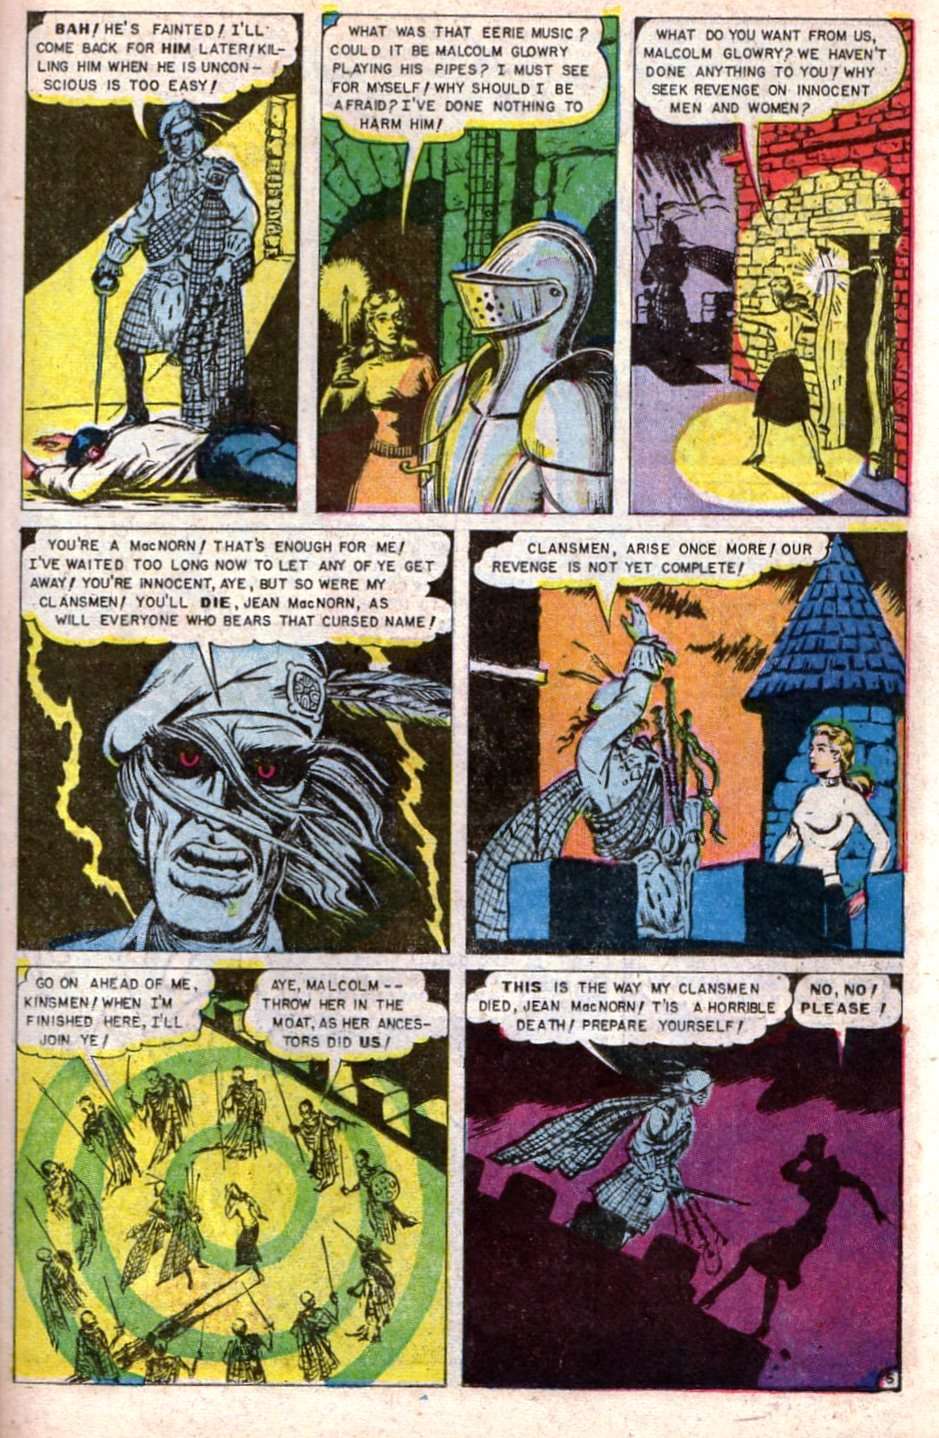 BAH! HE'S FAINTED! I'LL
COME BACK FOR HIM LATER! KIL-
LING HIM WHEN HE IS UNCON-
SCIOUS IS TOO EASY!
WHAT WAS THAT EERIE MUSIC?
COULD IT BE MALCOLM GLOWRY
PLAYING HIS PIPES? I MUST SEE
FOR MYSELF! WHY SHOULD I BE
AFRAID? I'VE DONE NOTHING TO
HARM HIM!
WHAT DO YOU WANT FROM US,
MALCOLM GLOWRY? WE HAVEN'T
DONE ANYTHING TO YOU! WHY
SEEK REVENGE ON INNOCENT
MEN AND WOMEN?
YOU'RE A MacNORN! THAT'S ENOUGH FOR ME!
I'VE WAITED TOO LONG NOW TO LET ANY OF YE GET
AWAY! YOU'RE INNOCENT, AYE, BUT SO WERE MY
CLANSMEN! YOU'LL DIE, JEAN MacNORN, AS
WILL EVERYONE WHO BEARS THAT CURSED NAME!
CLANSMEN, ARISE ONCE MORE! OUR
REVENGE IS NOT YET COMPLETE!
GO ON AHEAD OF ME,
KINSMEN! WHEN I'M
FINISHED HERE, I'LL
JOIN YE!
AYE, MALCOLM --
THROW HER IN THE
MOAT, AS HER ANCES-
TORS DID US!
THIS IS THE WAY MY CLANSMEN
DIED, JEAN MacNORN! T'IS A HORRIBLE
DEATH! PREPARE YOURSELF!
NO, NO!
PLEASE!
5